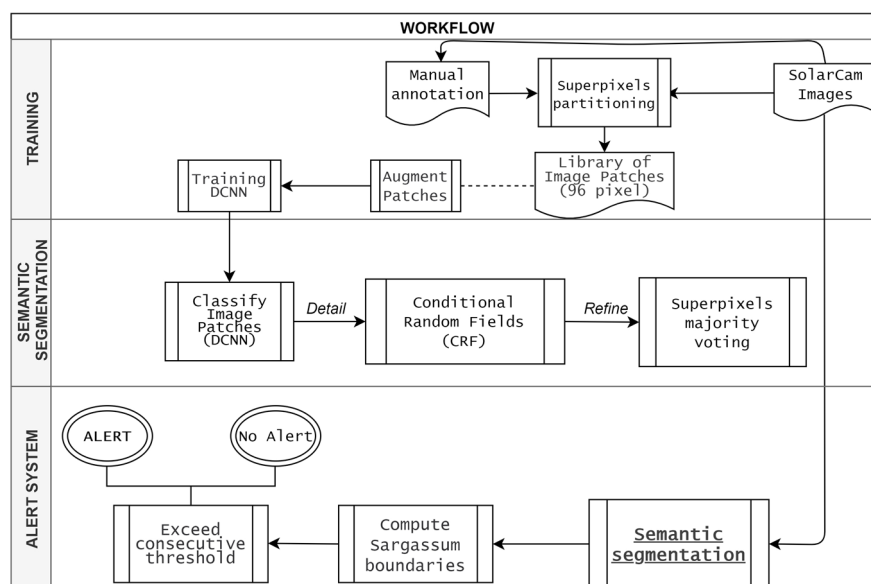 WORKFLOW
TRAINING
Manual
annotation
Superpixels
partitioning
SolarCam
Images
Training
DCNN
Augment
Patches
Library of
Image Patches
(96 pixel)
SEMANTIC
SEGMENTATION
Classify
Image
Patches
(DCNN)
Detail
Conditional
Random Fields
(CRF)
Refine
Superpixels
majority
voting
ALERT SYSTEM
ALERT
No Alert
Exceed
consecutive
threshold
Compute
Sargassum
boundaries
Semantic
segmentation